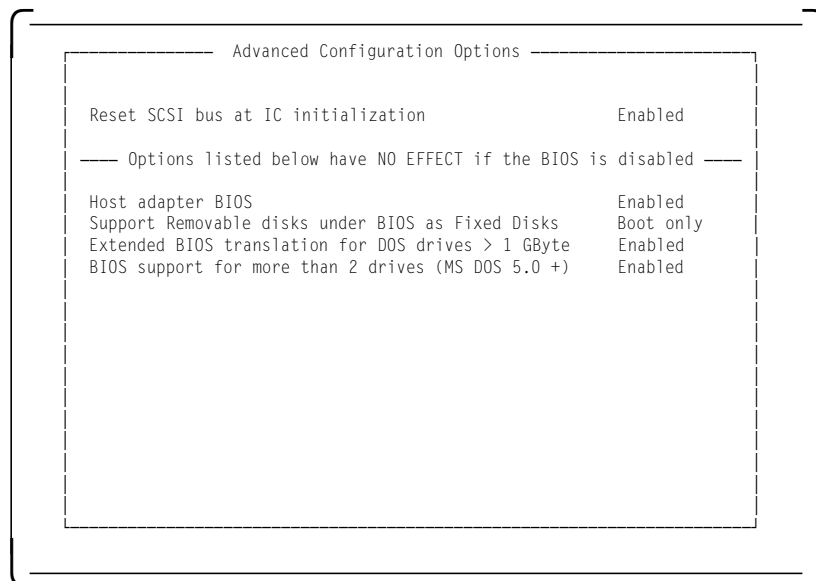 Advanced Configuration Options
Reset SCSI bus at IC initialization Enabled
Options listed below have NO EFFECT if the BIOS is disabled
Host adapter BIOS Enabled
Support Removable disks under BIOS as Fixed Disks Boot only
Extended BIOS translation for DOS drives > 1 GByte Enabled
BIOS support for more than 2 drives (MS DOS 5.0 +) Enabled